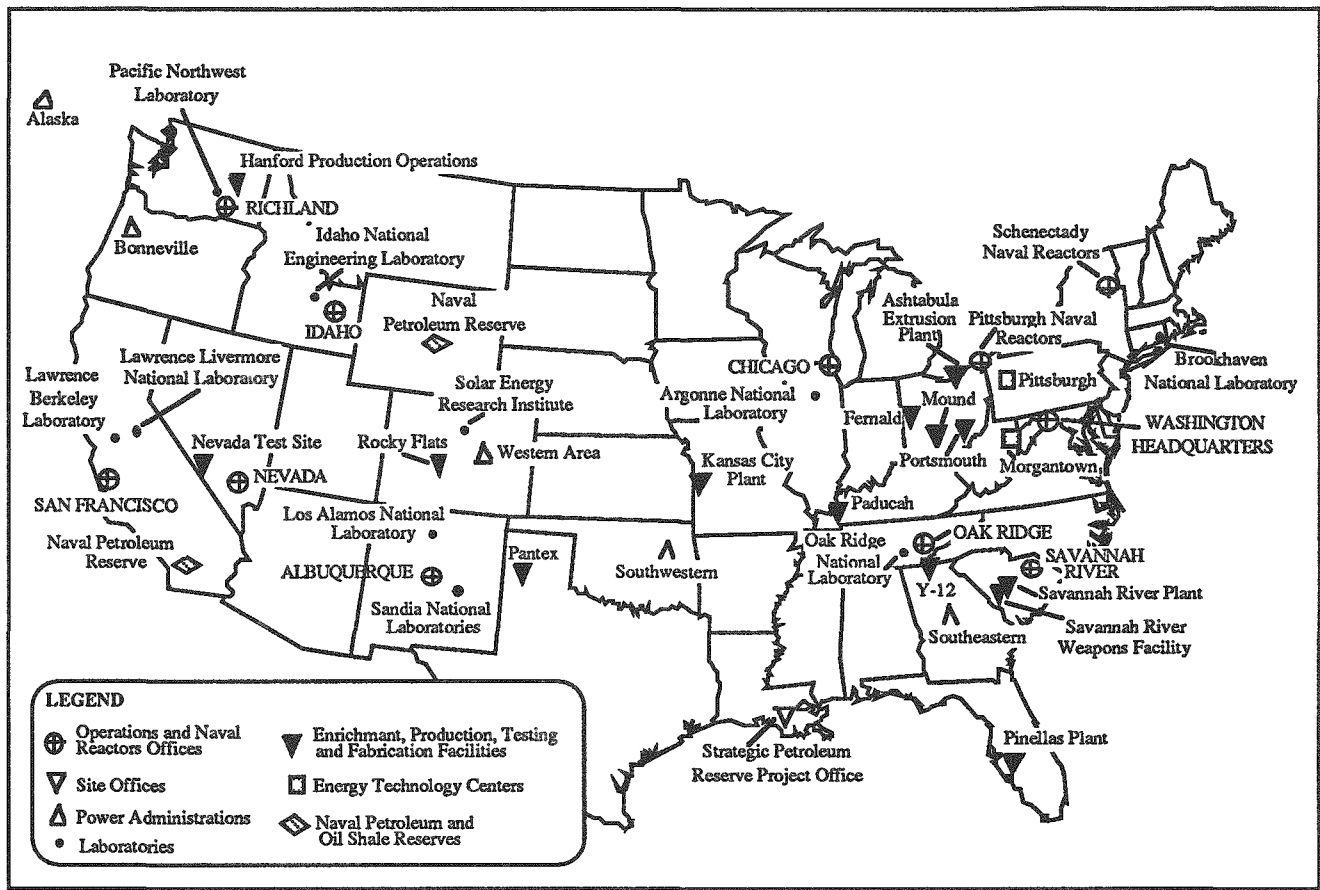 Pacific Northwest
Laboratory
Alaska
Hanford Production Operations
RICHLAND
Bonneville
Idaho National
Engineering Laboratory
IDAHO
Naval
Petroleum Reserve
Lawrence Livermore
National Laboratory
Lawrence
Berkeley
Laboratory
Solar Energy
Research Institute
Nevada Test Site
Rocky Flats
Western Area
NEVADA
SAN FRANCISCO
Naval Petroleum
Reserve
Los Alamos National
Laboratory
ALBUQUERQUE
Sandia National
Laboratories
Pantex
Southwestern
Kansas City
Plant
CHICAGO
Argonne National
Laboratory
Schenectady
Naval Reactors
Ashtabula
Extrusion
Plant
Pittsburgh Naval
Reactors
Pittsburgh
Brookhaven
National Laboratory
Fernald
Mound
Portsmouth
Morgantown
WASHINGTON
HEADQUARTERS
Paducah
Oak Ridge
National
Laboratory
OAK RIDGE
Y-12
SAVANNAH
RIVER
Savannah River Plant
Savannah River
Weapons Facility
Southeastern
Strategic Petroleum
Reserve Project Office
Pinellas Plant
LEGEND
Operations and Naval
Reactors Offices
Site Offices
Power Administrations
Laboratories
Enrichmant, Production, Testing
and Fabrication Facilities
Energy Technology Centers
Naval Petroleum and
Oil Shale Reserves